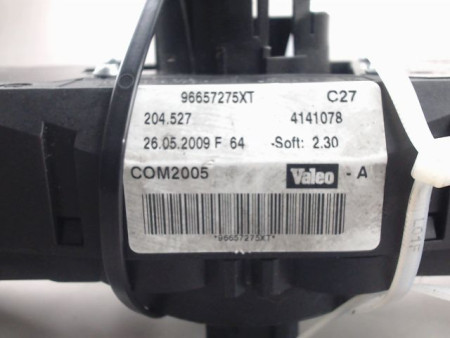 96657275XT C27
204.527 4141078
26.05.2009 F 64 -Soft: 2.30
COM2005 Valeo - A
*96657275XT*